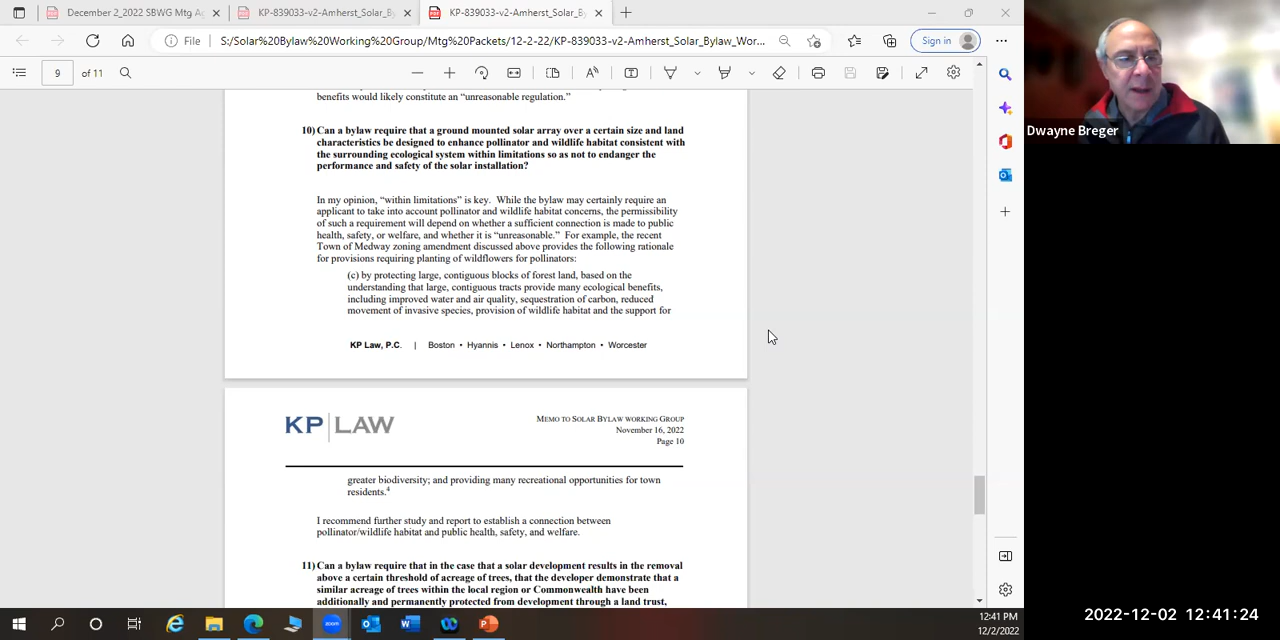 December 2_2022 SBWG Mtg Ag
KP-839033-v2-Amherst_Solar_By
KP-839033-v2-Amherst_Solar_By
File
S:/Solar%20Bylaw%20Working%20Group/Mtg%20Packets/12-2-22/KP-839033-v2-Amherst_Solar_Bylaw_Wor...
Sign in
9
of 11
benefits would likely constitute an “unreasonable regulation.”
10) Can a bylaw require that a ground mounted solar array over a certain size and land
characteristics be designed to enhance pollinator and wildlife habitat consistent with
the surrounding ecological system within limitations so as not to endanger the
performance and safety of the solar installation?
In my opinion, “within limitations” is key. While the bylaw may certainly require an
applicant to take into account pollinator and wildlife habitat concerns, the permissibility
of such a requirement will depend on whether a sufficient connection is made to public
health, safety, or welfare, and whether it is “unreasonable.” For example, the recent
Town of Medway zoning amendment discussed above provides the following rationale
for provisions requiring planting of wildflowers for pollinators:
(c) by protecting large, contiguous blocks of forest land, based on the
understanding that large, contiguous tracts provide many ecological benefits,
including improved water and air quality, sequestration of carbon, reduced
movement of invasive species, provision of wildlife habitat and the support for
KP Law, P.C. | Boston • Hyannis • Lenox • Northampton • Worcester
KP | LAW
MEMO TO SOLAR BYLAW WORKING GROUP
November 16, 2022
Page 10
greater biodiversity; and providing many recreational opportunities for town
residents.4
I recommend further study and report to establish a connection between
pollinator/wildlife habitat and public health, safety, and welfare.
11) Can a bylaw require that in the case that a solar development results in the removal
above a certain threshold of acreage of trees, that the developer demonstrate that a
similar acreage of trees within the local region or Commonwealth have been
additionally and permanently protected from development through a land trust,
Dwayne Breger
zoom
12:41 PM
12/2/2022
2022-12-02 12:41:24